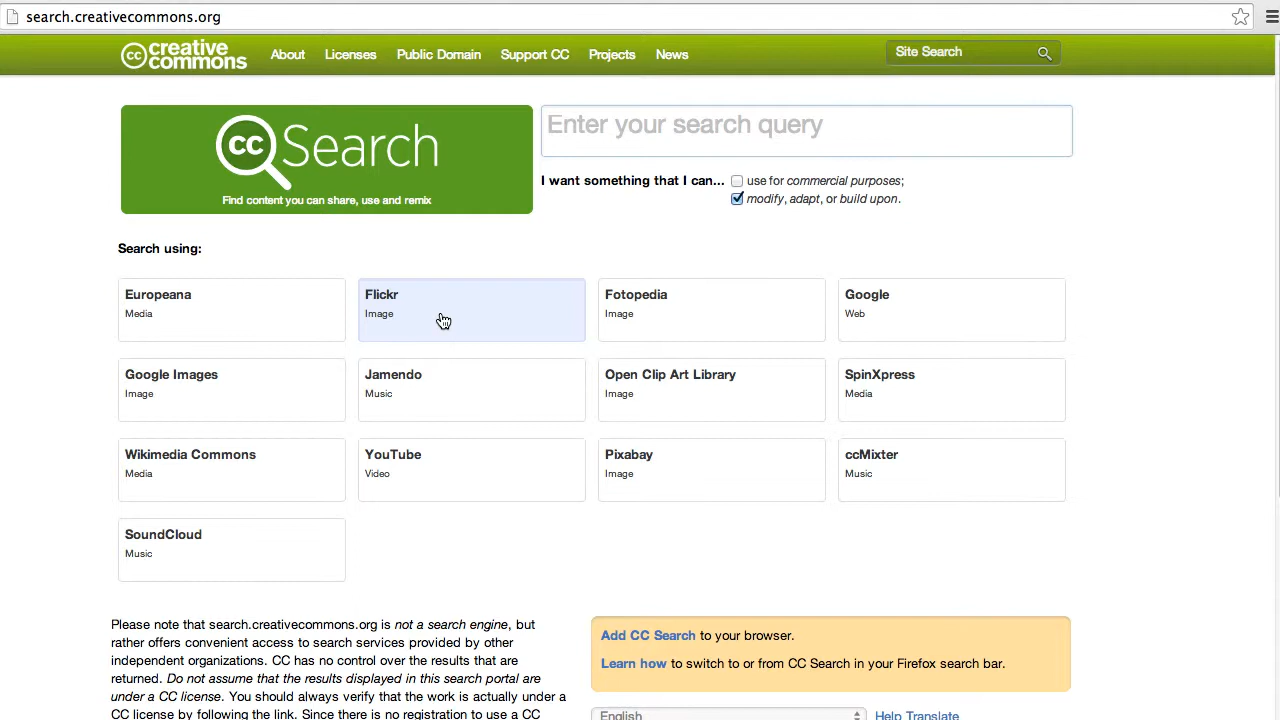 search.creativecommons.org
cc creative commons
About Licenses Public Domain Support CC Projects News
Site Search
cc Search
Find content you can share, use and remix
Enter your search query
I want something that I can... use for commercial purposes;
modify, adapt, or build upon.
Search using:
Europeana
Media
Flickr
Image
Fotopedia
Image
Google
Web
Google Images
Image
Jamendo
Music
Open Clip Art Library
Image
SpinXpress
Media
Wikimedia Commons
Media
YouTube
Video
Pixabay
Image
ccMixter
Music
SoundCloud
Music
Please note that search.creativecommons.org is not a search engine, but
rather offers convenient access to search services provided by other
independent organizations. CC has no control over the results that are
returned. Do not assume that the results displayed in this search portal are
under a CC license. You should always verify that the work is actually under a
CC license by following the link. Since there is no registration to use a CC
Add CC Search to your browser.
Learn how to switch to or from CC Search in your Firefox search bar.
English
Help Translate